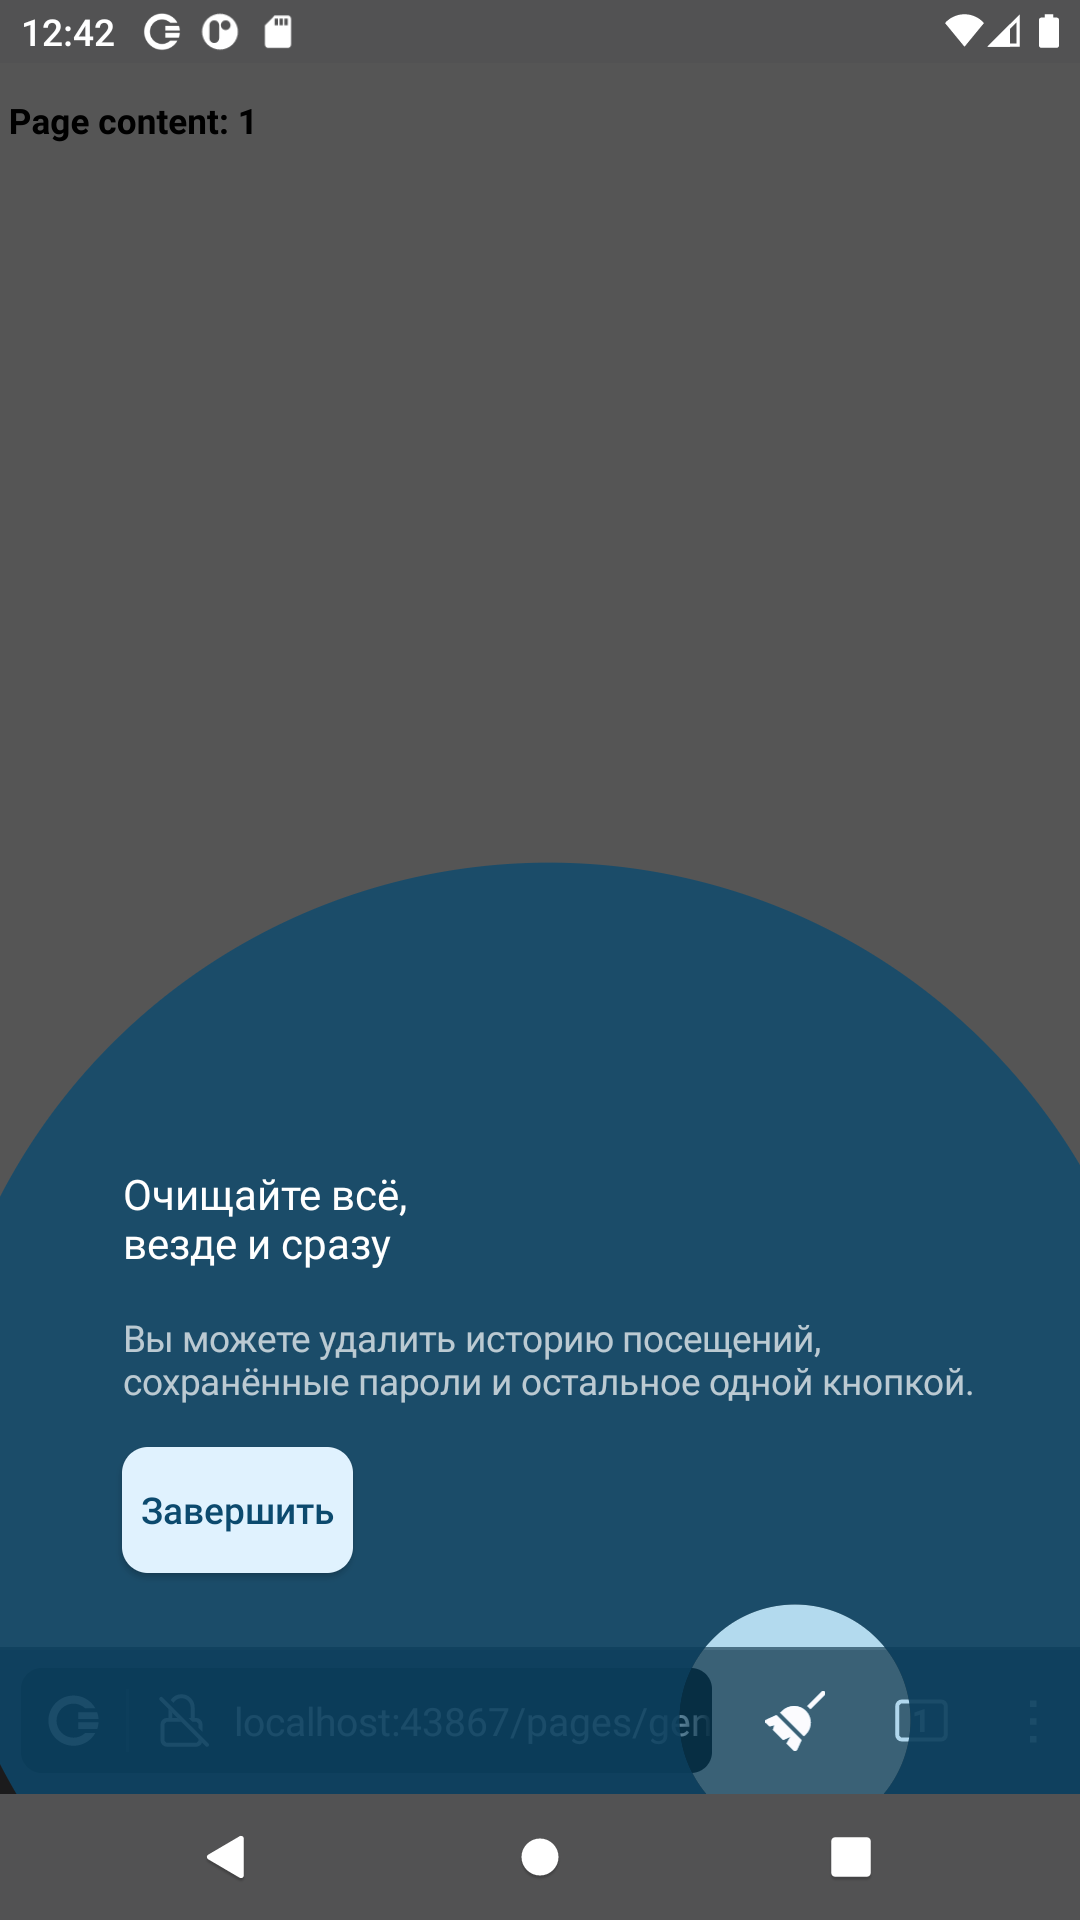 12:42
Page content: 1
Очищайте всё,
везде и сразу
Вы можете удалить историю посещений,
сохранённые пароли и остальное одной кнопкой.
Завершить
localhost:43867/pages/gen
1